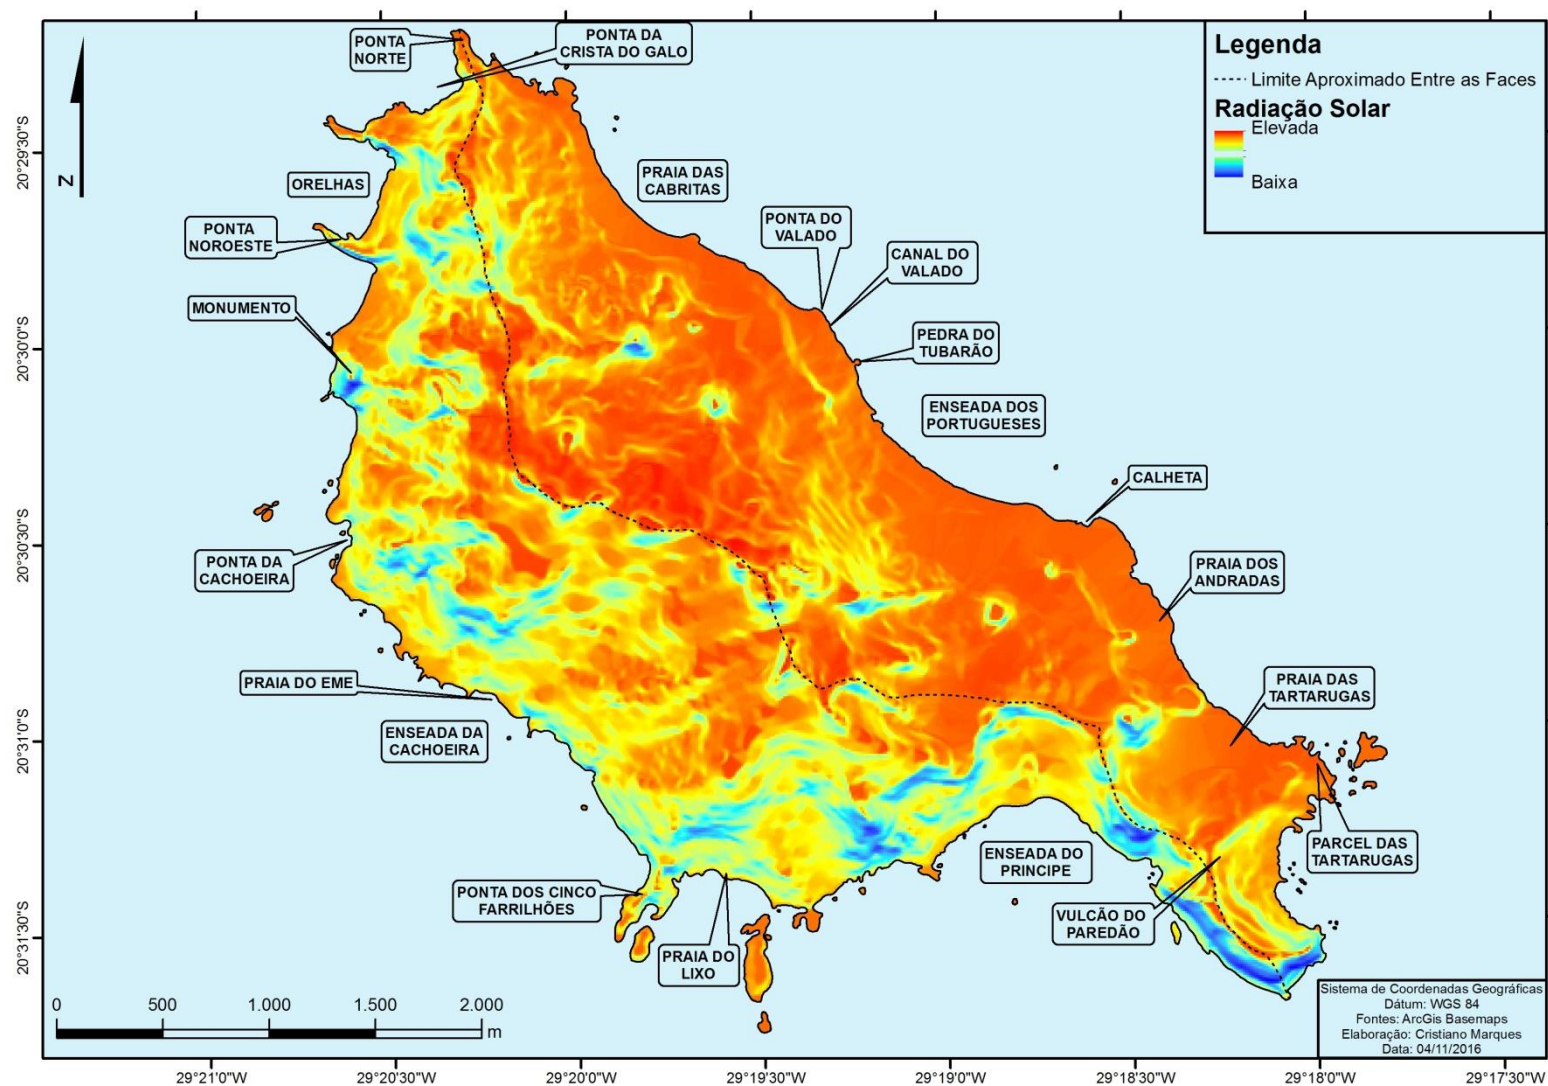 PONTA
NORTE
PONTA DA
CRISTA DO GALO
Legenda
Limite Aproximado Entre as Faces
Radiação Solar
Elevada
Baixa
N
ORELHAS
PRAIA DAS
CABRITAS
PONTA
NOROESTE
PONTA DO
VALADO
CANAL DO
VALADO
MONUMENTO
PEDRA DO
TUBARÃO
ENSEADA DOS
PORTUGUESES
CALHETA
PONTA DA
CACHOEIRA
PRAIA DOS
ANDRADAS
PRAIA DO EME
PRAIA DAS
TARTARUGAS
ENSEADA DA
CACHOEIRA
ENSEADA DO
PRINCIPE
PARCEL DAS
TARTARUGAS
PONTA DOS CINCO
FARRILHÕES
VULCÃO DO
PAREDÃO
PRAIA DO
LIXO
20°29'30"S
20°30'0"S
20°30'30"S
20°31'0"S
20°31'30"S
0 500 1.000 1.500 2.000
m
Sistema de Coordenadas Geográficas
Dátum: WGS 84
Fontes: ArcGis Basemaps
Elaboração: Cristiano Marques
Data: 04/11/2016
29°21'0"W 29°20'30"W 29°20'0"W 29°19'30"W 29°19'0"W 29°18'30"W 29°18'0"W 29°17'30"W